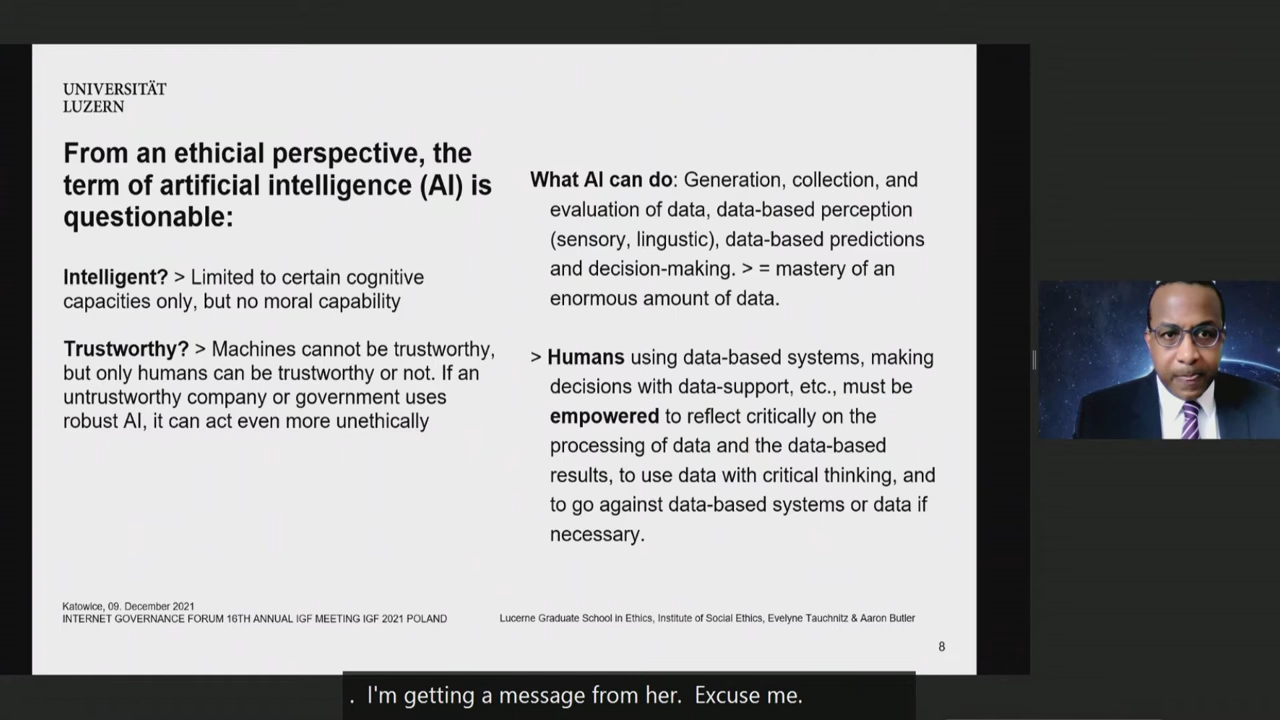 UNIVERSITÄT
LUZERN
From an ethicial perspective, the
term of artificial intelligence (AI) is
questionable:
Intelligent? > Limited to certain cognitive
capacities only, but no moral capability
Trustworthy? > Machines cannot be trustworthy,
but only humans can be trustworthy or not. If an
untrustworthy company or government uses
robust AI, it can act even more unethically
What AI can do: Generation, collection, and
evaluation of data, data-based perception
(sensory, lingustic), data-based predictions
and decision-making. > = mastery of an
enormous amount of data.
> Humans using data-based systems, making
decisions with data-support, etc., must be
empowered to reflect critically on the
processing of data and the data-based
results, to use data with critical thinking, and
to go against data-based systems or data if
necessary.
Katowice, 09. December 2021
INTERNET GOVERNANCE FORUM 16TH ANNUAL IGF MEETING IGF 2021 POLAND
Lucerne Graduate School in Ethics, Institute of Social Ethics, Evelyne Tauchnitz & Aaron Butler
8
. I'm getting a message from her. Excuse me.